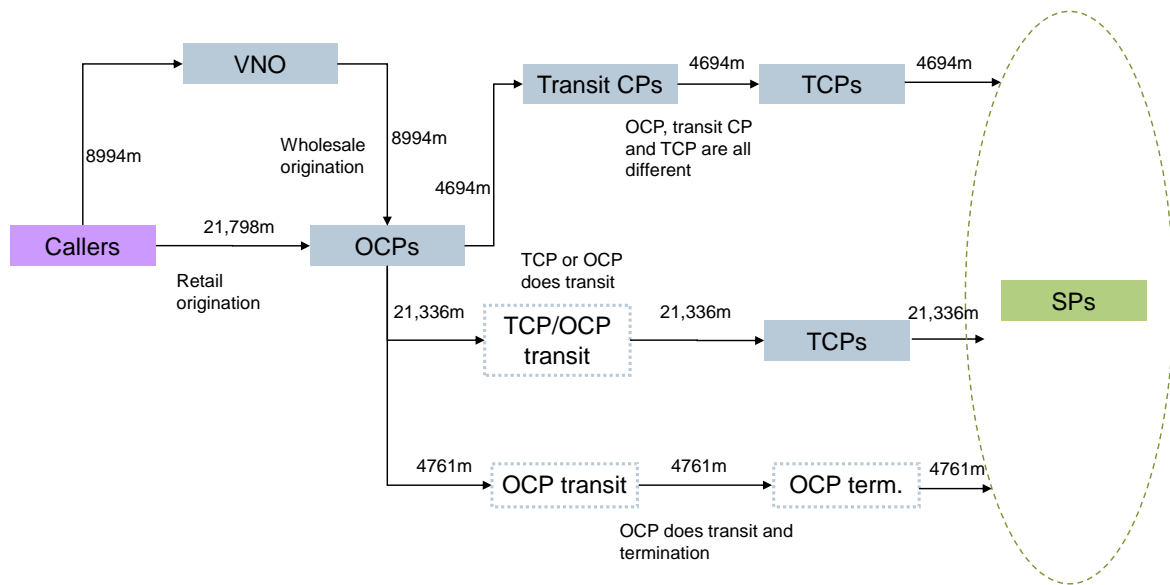 VNO
4694m
4694m
Transit CPs
TCPs
OCP, transit CP
and TCP are all
different
8994m
Wholesale
origination
8994m
4694m
21,798m
Callers
OCPs
Retail
origination
TCP or OCP
does transit
SPs
21,336m
TCP/OCP
transit
21,336m
TCPs
21,336m
4761m
OCP transit
4761m
OCP term.
4761m
OCP does transit and
termination